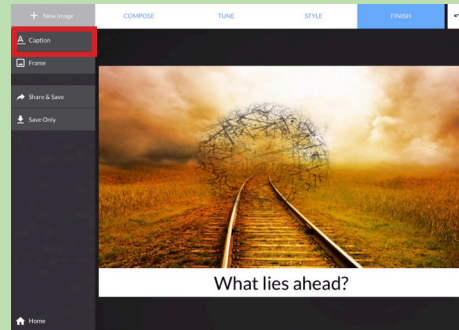 + New Image
COMPOSE
TUNE
STYLE
FINISH
A Caption
Frame
Share & Save
Save Only
What lies ahead?
Home